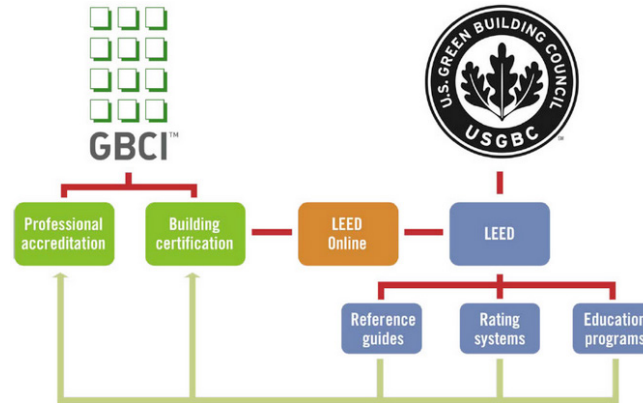 GBCI™
U.S. GREEN BUILDING COUNCIL
USGBC
Professional
accreditation
Building
certification
LEED
Online
LEED
Reference
guides
Rating
systems
Education
programs